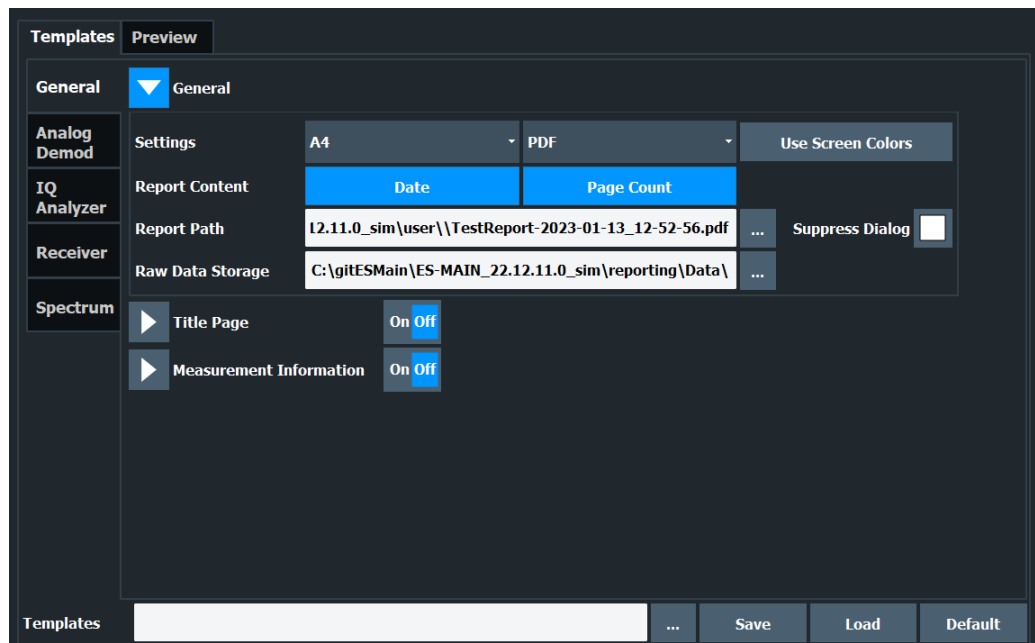 Templates Preview
General
General
Analog
Demod
Settings A4 PDF Use Screen Colors
IQ
Analyzer
Report Content Date Page Count
Report Path 12.11.0_sim\user\\TestReport-2023-01-13_12-52-56.pdf ... Suppress Dialog
Receiver
Raw Data Storage C:\gitESMain\ES-MAIN_22.12.11.0_sim\reporting\Data\ ...
Spectrum
Title Page On Off
Measurement Information On Off
Templates ... Save Load Default